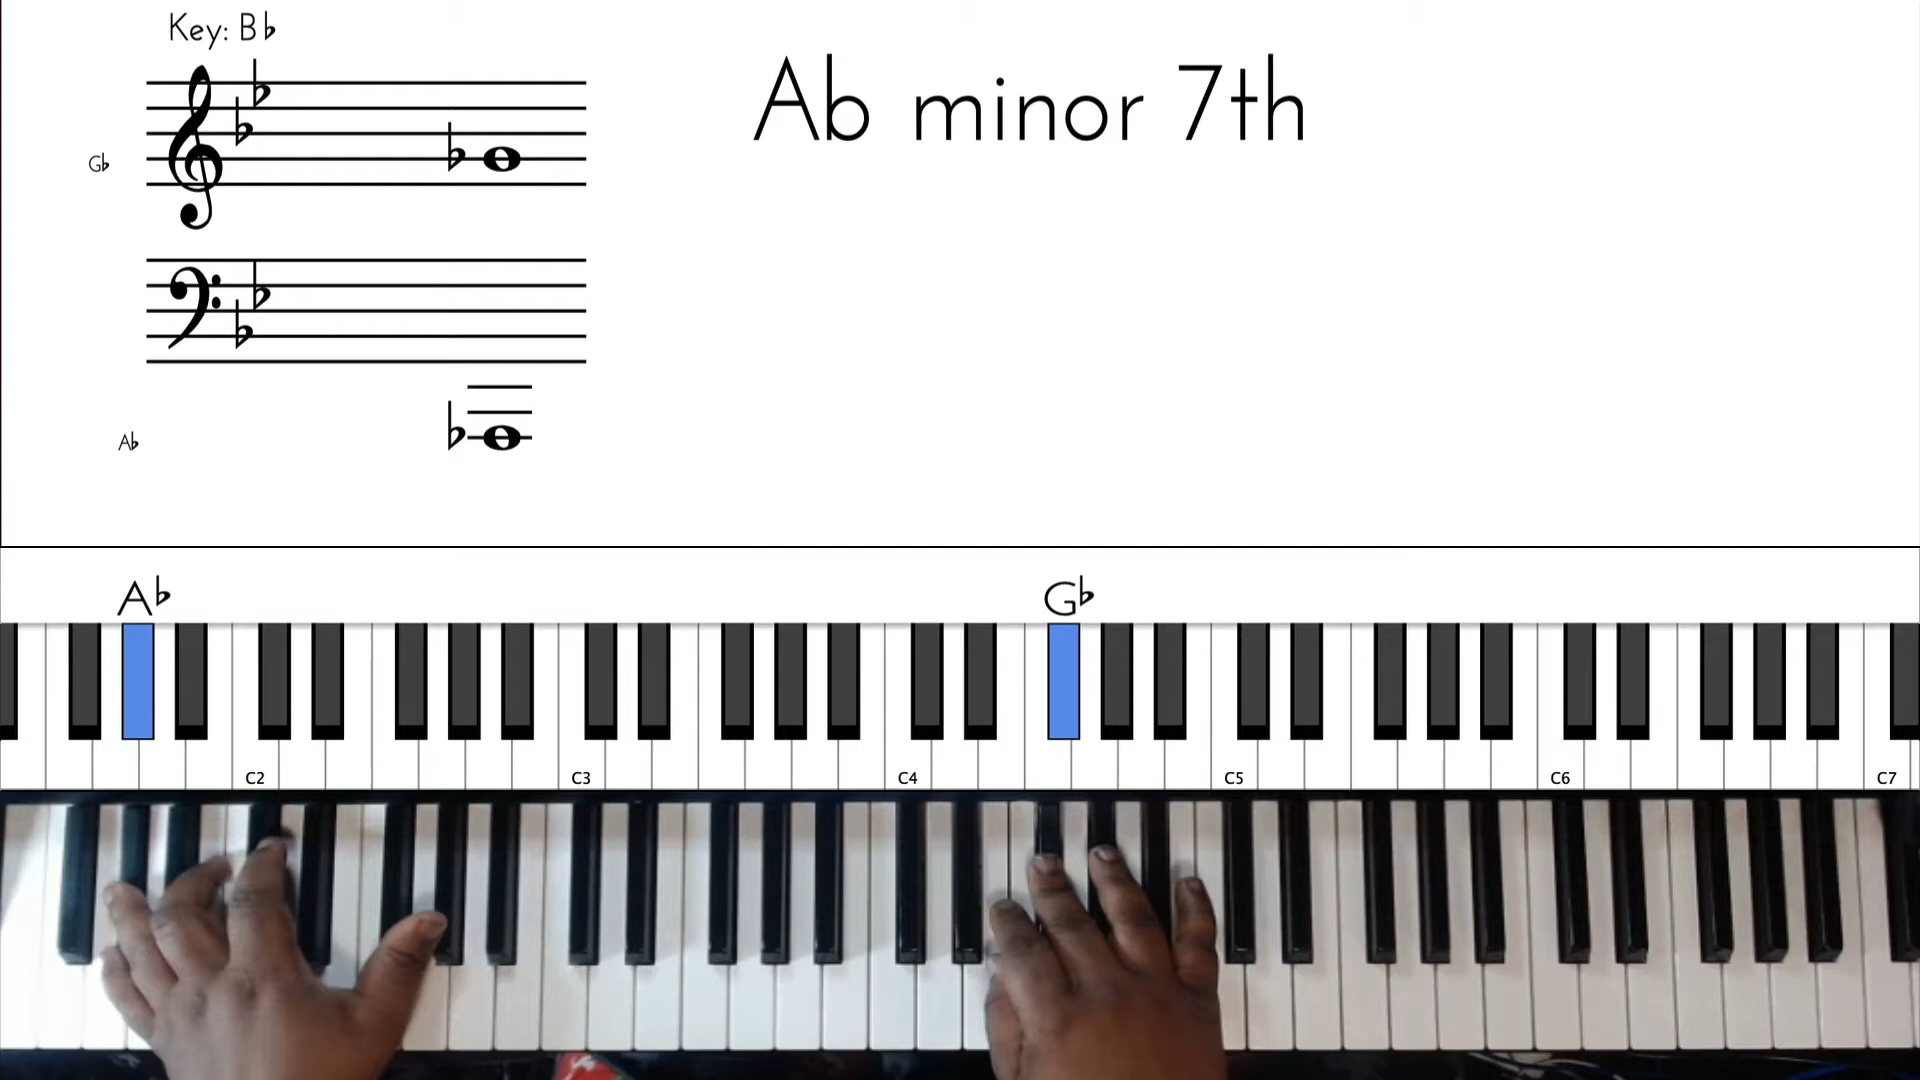 Key: B♭
Ab minor 7th
G♭
A♭
A♭ G♭
C2 C3 C4 C5 C6 C7